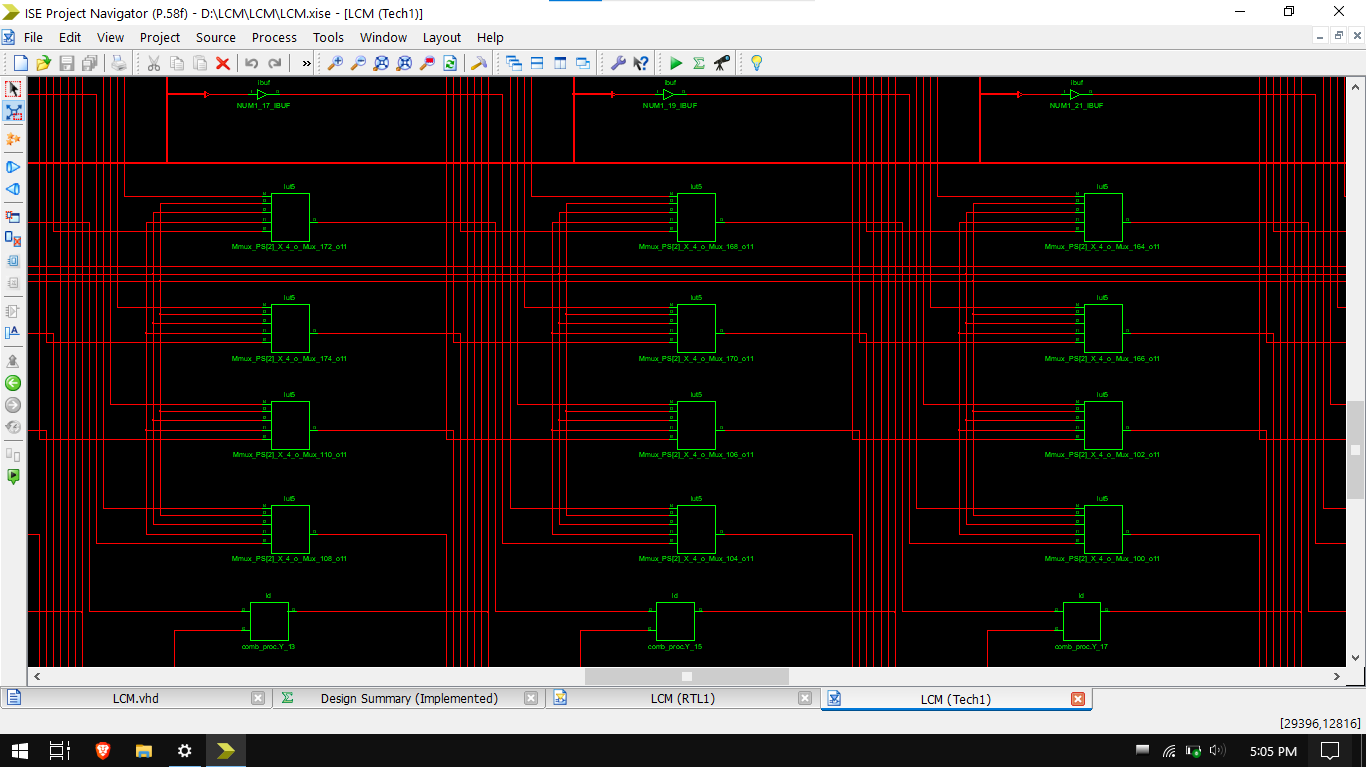 ISE Project Navigator (P.58f) - D:\LCM\LCM\LCM.xise - [LCM (Tech1)]
File Edit View Project Source Process Tools Window Layout Help
ibuf ibuf ibuf
NUM1_17_IBUF NUM1_19_IBUF NUM1_21_IBUF
lut5 lut5 lut5
Mmux_PS[2]_X_4_o_Mux_172_o11 Mmux_PS[2]_X_4_o_Mux_168_o11 Mmux_PS[2]_X_4_o_Mux_164_o11
lut5 lut5 lut5
Mmux_PS[2]_X_4_o_Mux_174_o11 Mmux_PS[2]_X_4_o_Mux_170_o11 Mmux_PS[2]_X_4_o_Mux_166_o11
lut5 lut5 lut5
Mmux_PS[2]_X_4_o_Mux_110_o11 Mmux_PS[2]_X_4_o_Mux_106_o11 Mmux_PS[2]_X_4_o_Mux_102_o11
lut5 lut5 lut5
Mmux_PS[2]_X_4_o_Mux_108_o11 Mmux_PS[2]_X_4_o_Mux_104_o11 Mmux_PS[2]_X_4_o_Mux_100_o11
ld ld ld
comb_proc.Y_13 comb_proc.Y_15 comb_proc.Y_17
LCM.vhd Design Summary (Implemented) LCM (RTL1) LCM (Tech1)
[29396,12816]
5:05 PM